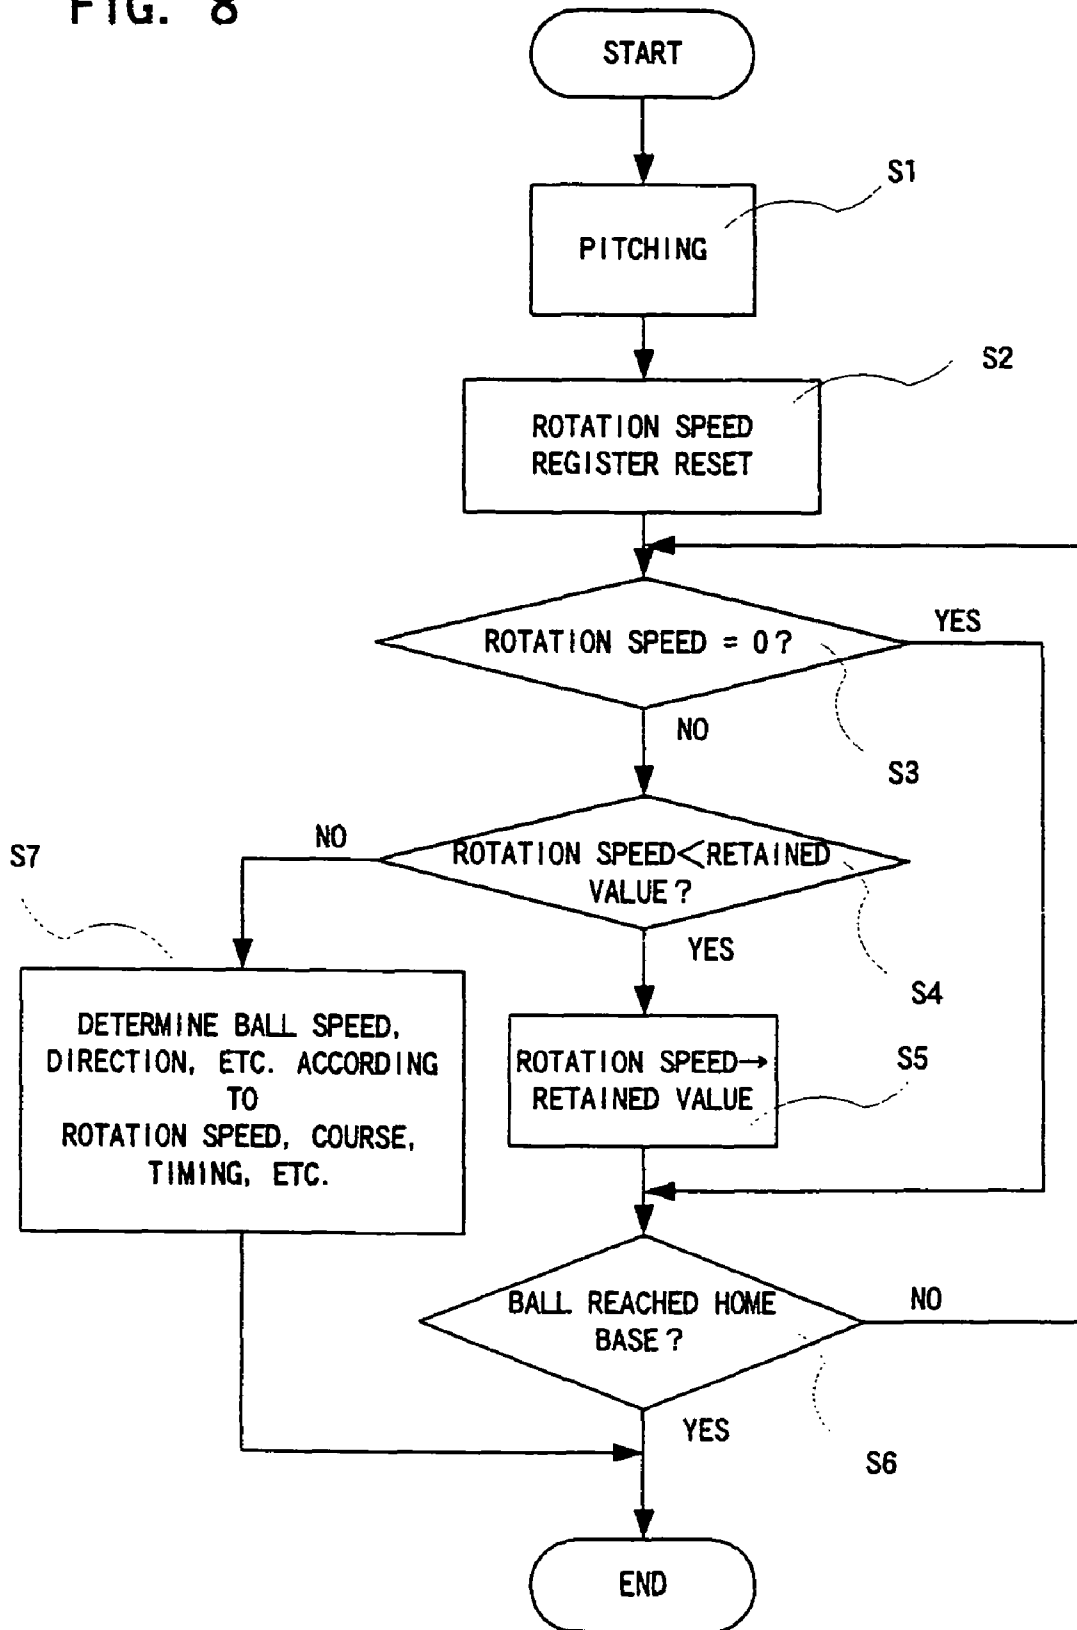 FIG. 8
START
S1
PITCHING
S2
ROTATION SPEED
REGISTER RESET
ROTATION SPEED = 0?
YES
NO
S3
ROTATION SPEED<RETAINED
VALUE?
NO
YES
S4
S7
DETERMINE BALL SPEED,
DIRECTION, ETC. ACCORDING
TO
ROTATION SPEED, COURSE,
TIMING, ETC.
ROTATION SPEED→
RETAINED VALUE
S5
BALL REACHED HOME
BASE?
NO
YES
S6
END